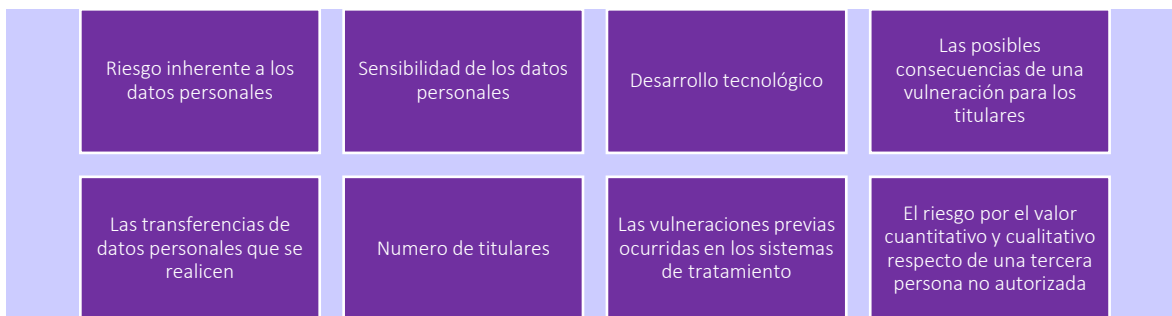 Riesgo inherente a los
datos personales
Sensibilidad de los datos
personales
Desarrollo tecnológico
Las posibles
consecuencias de una
vulneración para los
titulares
Las transferencias de
datos personales que se
realicen
Numero de titulares
Las vulneraciones previas
ocurridas en los sistemas
de tratamiento
El riesgo por el valor
cuantitativo y cualitativo
respecto de una tercera
persona no autorizada